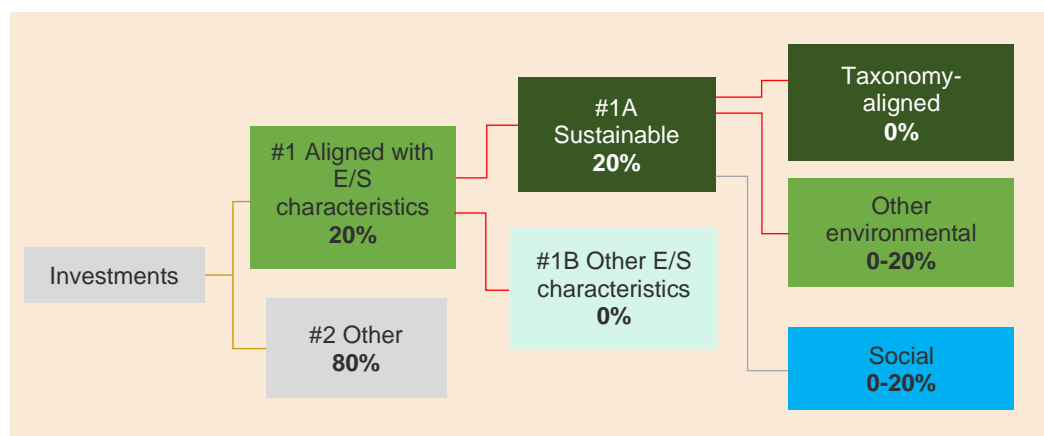 Investments
#1 Aligned with
E/S
characteristics
20%
#2 Other
80%
#1A
Sustainable
20%
#1B Other E/S
characteristics
0%
Taxonomy-
aligned
0%
Other
environmental
0-20%
Social
0-20%